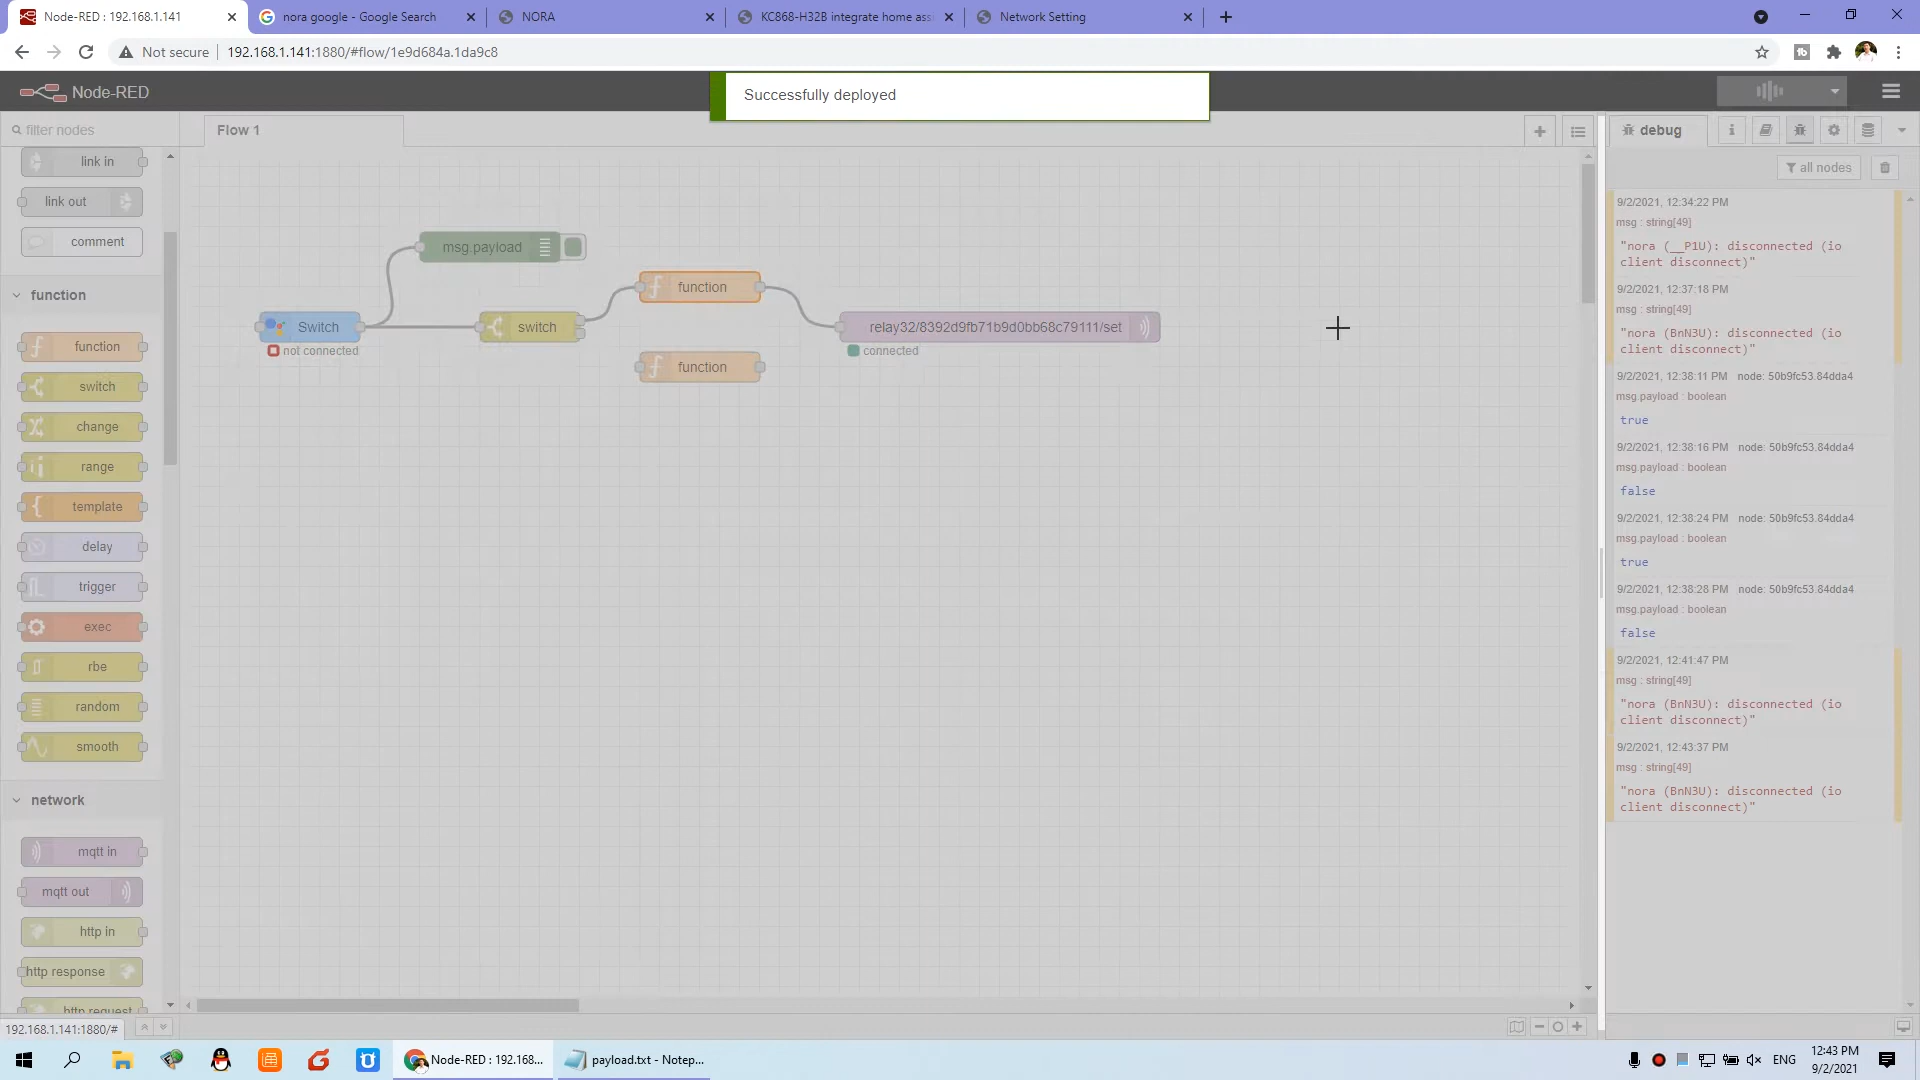 Node-RED : 192.168.1.141
nora google - Google Search
NORA
KC868-H32B integrate home ass
Network Setting
Not secure
192.168.1.141:1880/#flow/1e9d684a.1da9c8
Node-RED
Successfully deployed
filter nodes
Flow 1
debug
all nodes
link in
link out
comment
function
function
switch
change
range
template
delay
trigger
exec
rbe
random
smooth
network
mqtt in
mqtt out
http in
http response
http request
msg.payload
Switch
not connected
switch
function
function
relay32/8392d9fb71b9d0bb68c79111/set
connected
9/2/2021, 12:34:22 PM
msg : string[49]
"nora (__P1U): disconnected (io
client disconnect)"
9/2/2021, 12:37:18 PM
msg : string[49]
"nora (BnN3U): disconnected (io
client disconnect)"
9/2/2021, 12:38:11 PM node: 50b9fc53.84dda4
msg.payload : boolean
true
9/2/2021, 12:38:16 PM node: 50b9fc53.84dda4
msg.payload : boolean
false
9/2/2021, 12:38:24 PM node: 50b9fc53.84dda4
msg.payload : boolean
true
9/2/2021, 12:38:28 PM node: 50b9fc53.84dda4
msg.payload : boolean
false
9/2/2021, 12:41:47 PM
msg : string[49]
"nora (BnN3U): disconnected (io
client disconnect)"
9/2/2021, 12:43:37 PM
msg : string[49]
"nora (BnN3U): disconnected (io
client disconnect)"
192.168.1.141:1880/#
Node-RED : 192.168...
payload.txt - Notep...
ENG
12:43 PM
9/2/2021